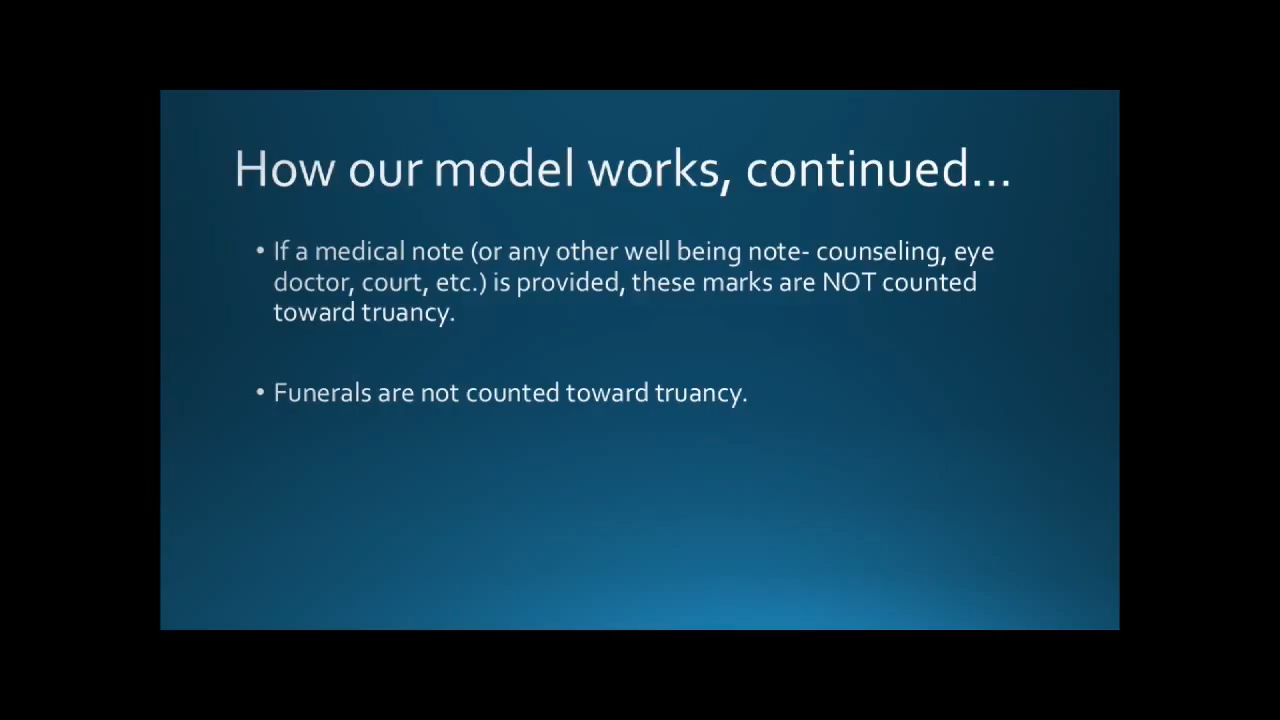 How our model works, continued...
• If a medical note (or any other well being note- counseling, eye
doctor, court, etc.) is provided, these marks are NOT counted
toward truancy.
• Funerals are not counted toward truancy.